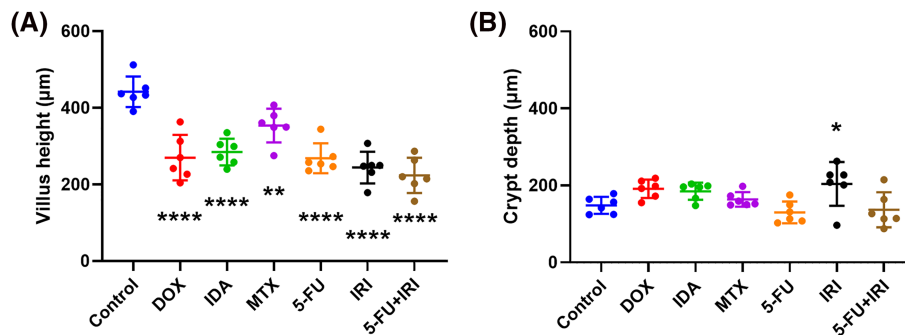 (A)
Villus height (μm)
600
400
200
0
****
****
**
****
****
****
Control
DOX
IDA
MTX
5-FU
IRI
5-FU+IRI
(B)
Crypt depth (μm)
600
400
200
0
*
Control
DOX
IDA
MTX
5-FU
IRI
5-FU+IRI